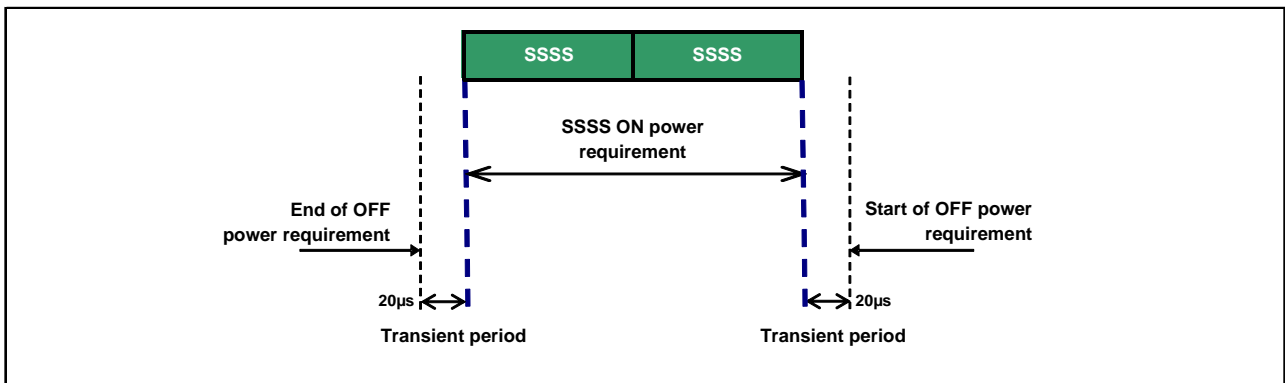 SSSS SSSS
SSSS ON power
requirement
End of OFF
power requirement
Start of OFF power
requirement
20µs
20µs
Transient period
Transient period